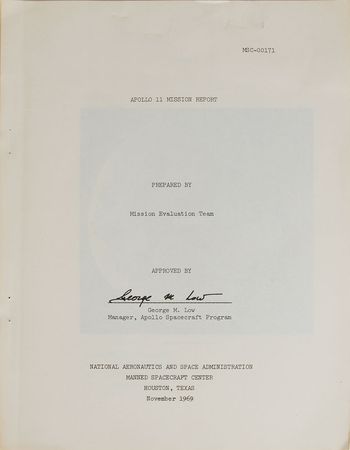 MSC-00171
APOLLO 11 MISSION REPORT
PREPARED BY
Mission Evaluation Team
APPROVED BY
George M. Low
George M. Low
Manager, Apollo Spacecraft Program
NATIONAL AERONAUTICS AND SPACE ADMINISTRATION
MANNED SPACECRAFT CENTER
HOUSTON, TEXAS
November 1969